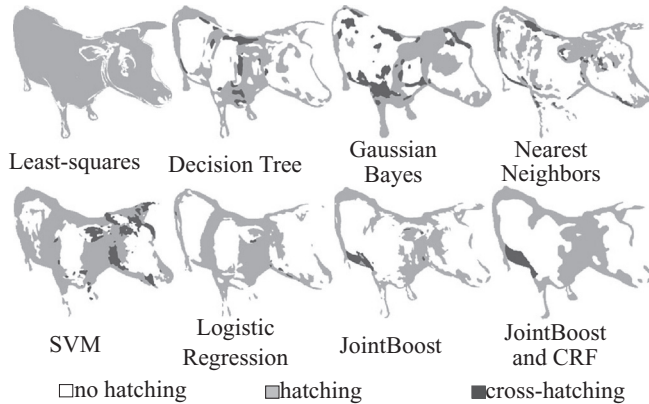 Least-squares
Decision Tree
Gaussian
Bayes
Nearest
Neighbors
SVM
Logistic
Regression
JointBoost
JointBoost
and CRF
no hatching
hatching
cross-hatching